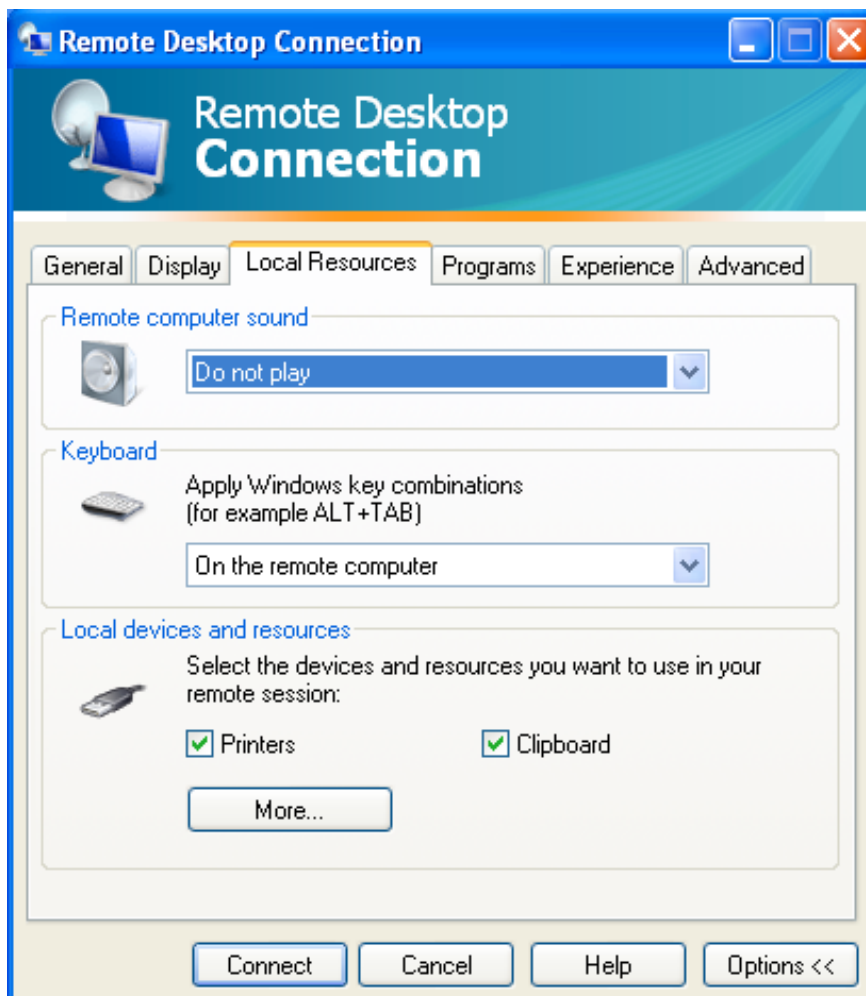 Remote Desktop Connection
Remote Desktop
Connection
General Display Local Resources Programs Experience Advanced
Remote computer sound
Do not play
Keyboard
Apply Windows key combinations
(for example ALT+TAB)
On the remote computer
Local devices and resources
Select the devices and resources you want to use in your
remote session:
Printers Clipboard
More...
Connect Cancel Help Options <<